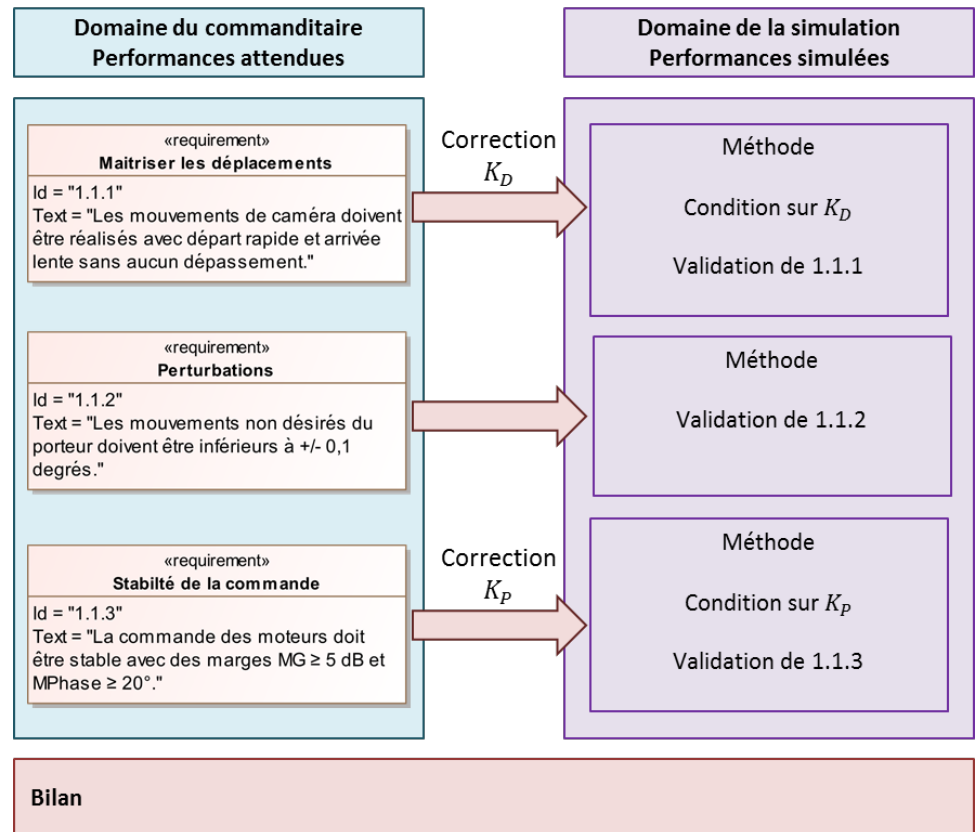 Domaine du commanditaire
Performances attendues
Domaine de la simulation
Performances simulées
«requirement»
Maitriser les déplacements
Id = "1.1.1"
Text = "Les mouvements de caméra doivent
être réalisés avec départ rapide et arrivée
lente sans aucun dépassement."
Correction
K_D
Méthode
Condition sur K_D
Validation de 1.1.1
«requirement»
Perturbations
Id = "1.1.2"
Text = "Les mouvements non désirés du
porteur doivent être inférieurs à +/- 0,1
degrés."
Méthode
Validation de 1.1.2
«requirement»
Stabilté de la commande
Id = "1.1.3"
Text = "La commande des moteurs doit
être stable avec des marges MG ≥ 5 dB et
MPhase ≥ 20°."
Correction
K_P
Méthode
Condition sur K_P
Validation de 1.1.3
Bilan